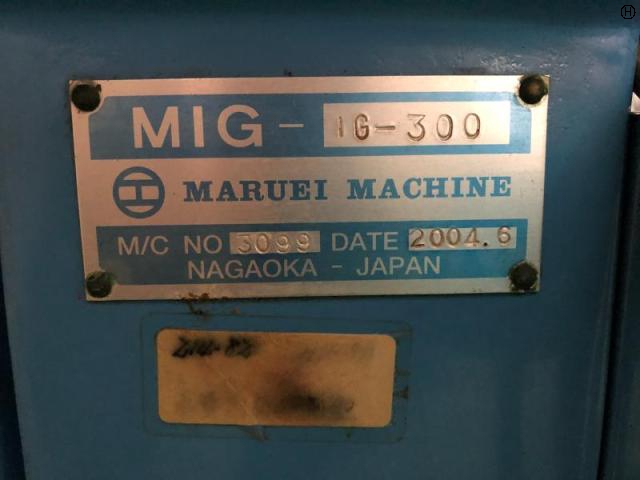 MIG- IG-300
MARUEI MACHINE
M/C NO 3099 DATE 2004.6
NAGAOKA - JAPAN